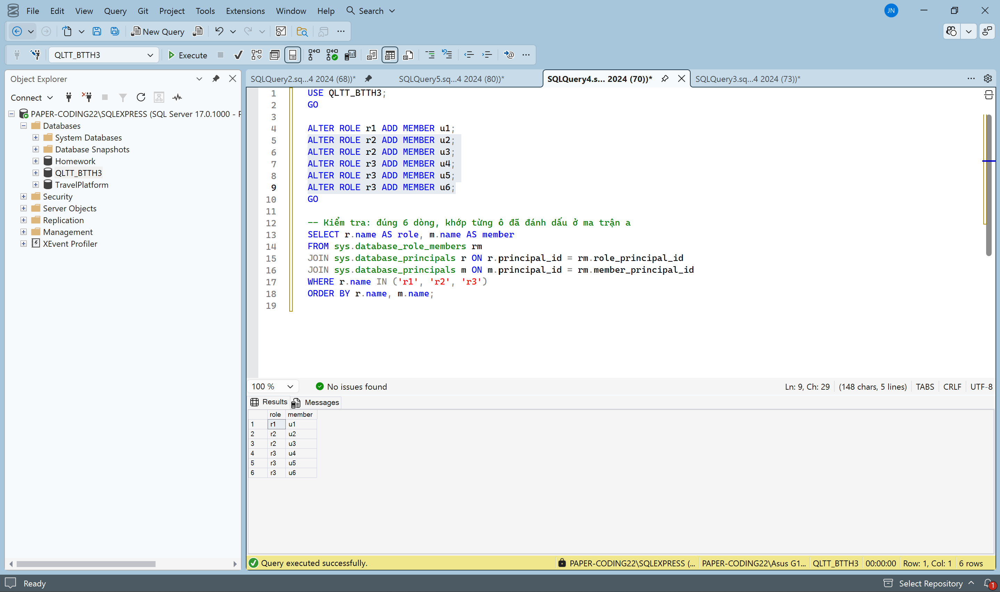 File Edit View Query Git Project Tools Extensions Window Help Search JN
New Query
QLTT_BTTH3 Execute
Object Explorer
Connect
PAPER-CODING22\SQLEXPRESS (SQL Server 17.0.1000 - P
Databases
System Databases
Database Snapshots
Homework
QLTT_BTTH3
TravelPlatform
Security
Server Objects
Replication
Management
XEvent Profiler
SQLQuery2.sq...4 2024 (68))* SQLQuery5.sq...4 2024 (80))* SQLQuery4.s... 2024 (70))* SQLQuery3.sq...4 2024 (73))*
1 USE QLTT_BTTH3;
2 GO
3
4 ALTER ROLE r1 ADD MEMBER u1;
5 ALTER ROLE r2 ADD MEMBER u2;
6 ALTER ROLE r2 ADD MEMBER u3;
7 ALTER ROLE r3 ADD MEMBER u4;
8 ALTER ROLE r3 ADD MEMBER u5;
9 ALTER ROLE r3 ADD MEMBER u6;
10 GO
11
12 -- Kiểm tra: đúng 6 dòng, khớp từng ô đã đánh dấu ở ma trận a
13 SELECT r.name AS role, m.name AS member
14 FROM sys.database_role_members rm
15 JOIN sys.database_principals r ON r.principal_id = rm.role_principal_id
16 JOIN sys.database_principals m ON m.principal_id = rm.member_principal_id
17 WHERE r.name IN ('r1', 'r2', 'r3')
18 ORDER BY r.name, m.name;
19
100 % No issues found Ln: 9, Ch: 29 (148 chars, 5 lines) TABS CRLF UTF-8
Results Messages
role member
1 r1 u1
2 r2 u2
3 r2 u3
4 r3 u4
5 r3 u5
6 r3 u6
Query executed successfully. PAPER-CODING22\SQLEXPRESS (... PAPER-CODING22\Asus G1... QLTT_BTTH3 00:00:00 Row: 1, Col: 1 6 rows
Ready Select Repository 1